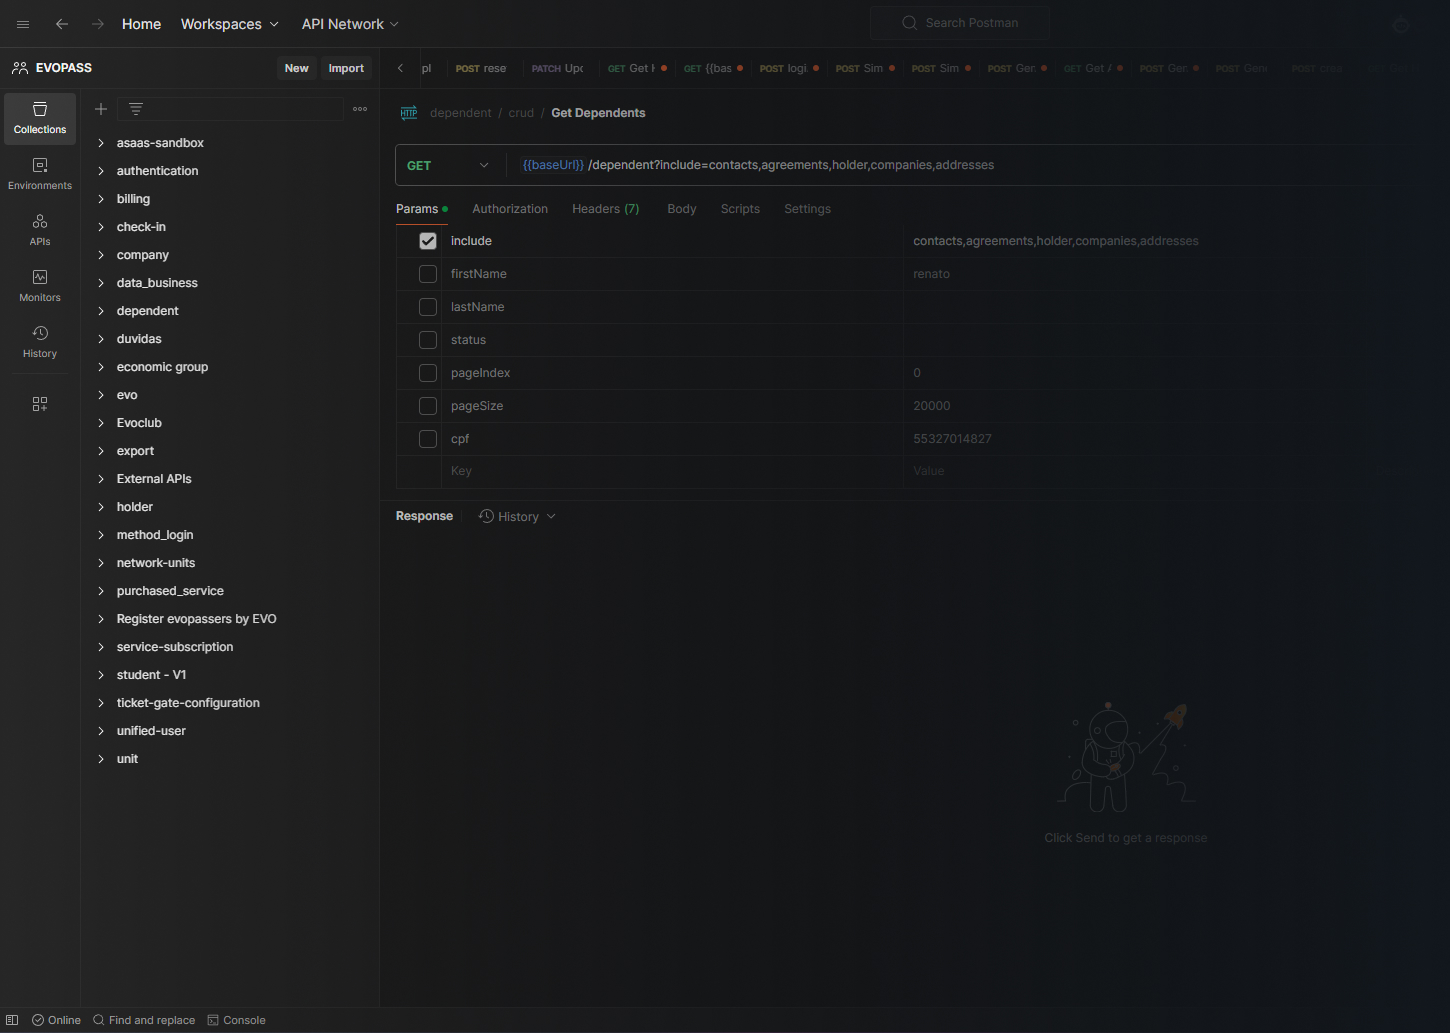 Home Workspaces API Network Search Postman
EVOPASS New Import
pl POST rese PATCH Upd GET Get H GET {{bas POST logi POST Sim POST Sim POST Ger GET Get A POST Ger POST Gen POST crea
Collections
Environments
APIs
Monitors
History
asaas-sandbox
authentication
billing
check-in
company
data_business
dependent
duvidas
economic group
evo
Evoclub
export
External APIs
holder
method_login
network-units
purchased_service
Register evopassers by EVO
service-subscription
student - V1
ticket-gate-configuration
unified-user
unit
HTTP dependent / crud / Get Dependents
GET {{baseUrl}} /dependent?include=contacts,agreements,holder,companies,addresses
Params Authorization Headers (7) Body Scripts Settings
include contacts,agreements,holder,companies,addresses
firstName renato
lastName
status
pageIndex 0
pageSize 20000
cpf 55327014827
Key Value
Response History
Click Send to get a response
Online Find and replace Console